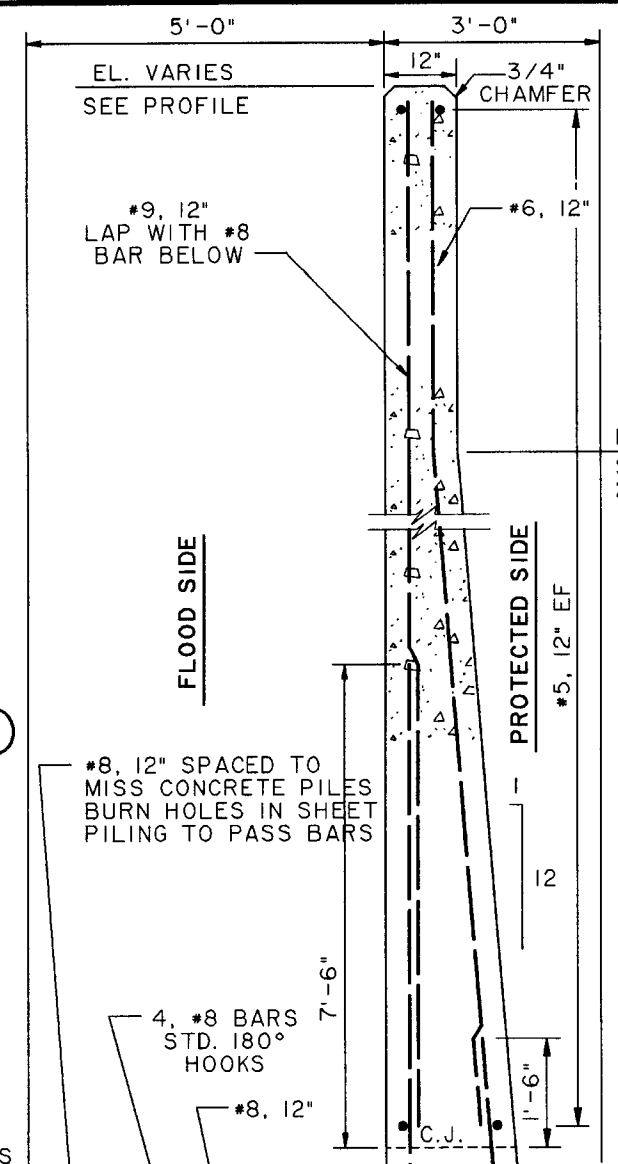 5'-0"
3'-0"
EL. VARIES
SEE PROFILE
12"
3/4"
CHAMFER
#9, 12"
LAP WITH #8
BAR BELOW
#6, 12"
FLOOD SIDE
PROTECTED SIDE
#5, 12" EF
#8, 12" SPACED TO
MISS CONCRETE PILES
BURN HOLES IN SHEET
PILING TO PASS BARS
1
12
7'-6"
4, #8 BARS
STD. 180°
HOOKS
#8, 12"
1'-6"
C.J.
S